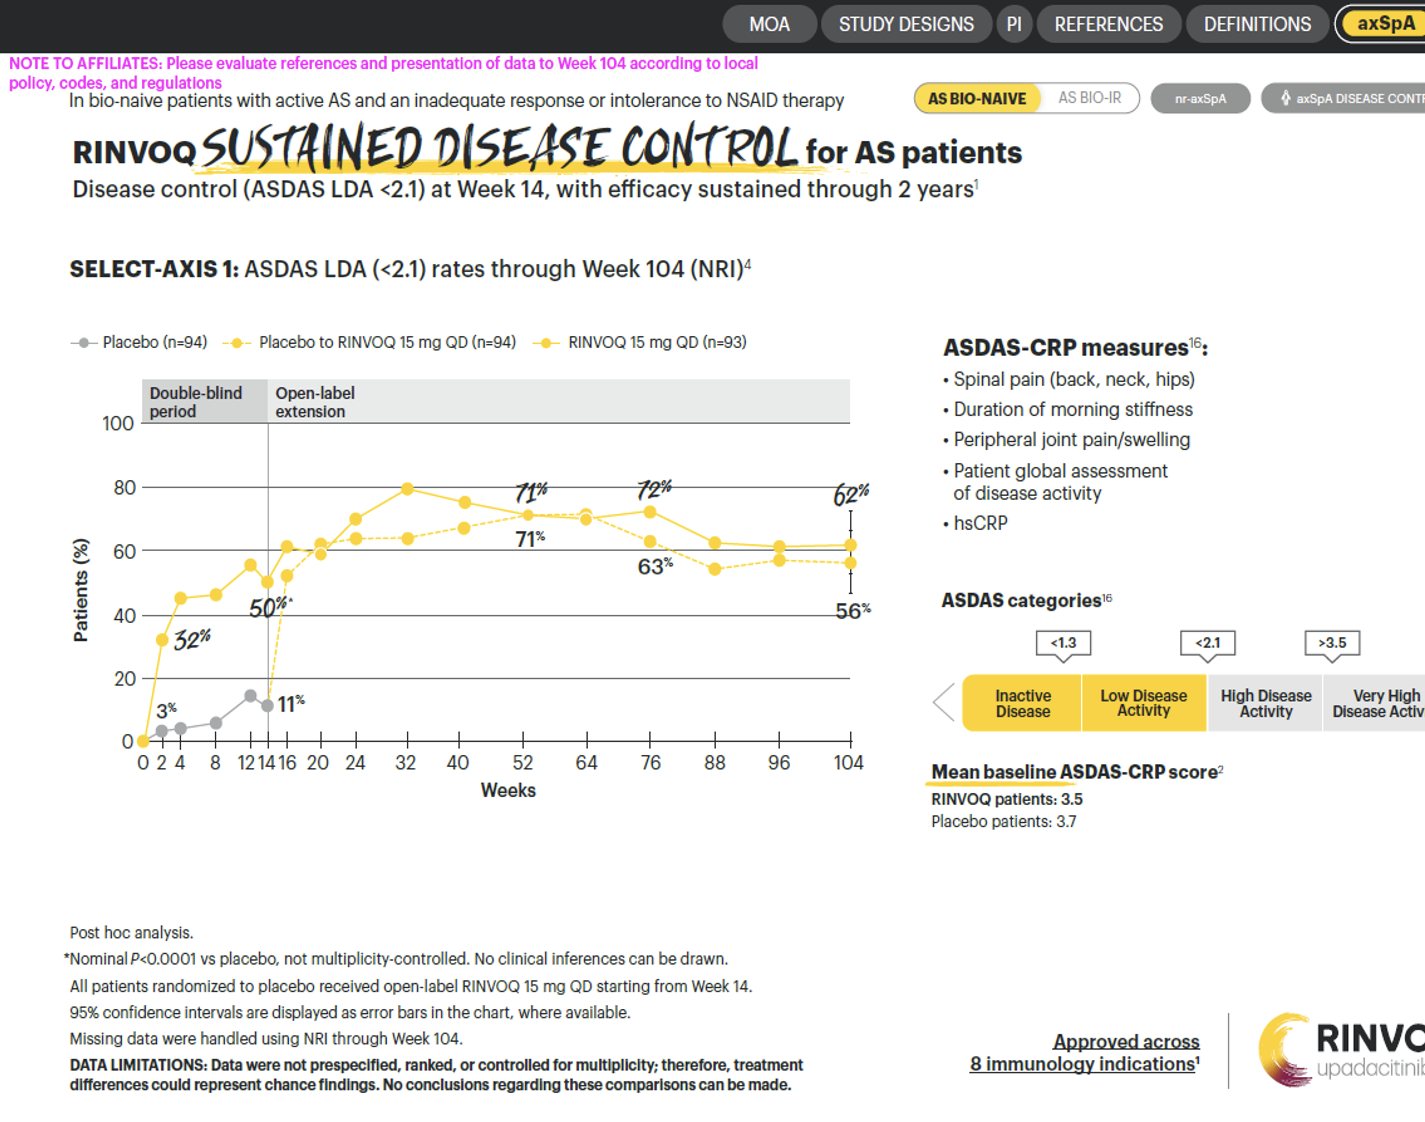 MOA
STUDY DESIGNS
PI
REFERENCES
DEFINITIONS
axSpA
NOTE TO AFFILIATES: Please evaluate references and presentation of data to Week 104 according to local
policy, codes, and regulations
In bio-naive patients with active AS and an inadequate response or intolerance to NSAID therapy
AS BIO-NAIVE
AS BIO-IR
nr-axSpA
axSpA DISEASE
RINVOQ SUSTAINED DISEASE CONTROL for AS patients
Disease control (ASDAS LDA <2.1) at Week 14, with efficacy sustained through 2 years1
SELECT-AXIS 1: ASDAS LDA (<2.1) rates through Week 104 (NRI)4
Placebo (n=94)
Placebo to RINVOQ 15 mg QD (n=94)
RINVOQ 15 mg QD (n=93)
Double-blind
period
Open-label
extension
Patients (%)
100
80
60
40
20
0
32%
3%
50%*
11%
71%
71%
72%
63%
62%
56%
0 2 4 8 12 14 16 20 24 32 40 52 64 76 88 96 104
Weeks
ASDAS-CRP measures16:
• Spinal pain (back, neck, hips)
• Duration of morning stiffness
• Peripheral joint pain/swelling
• Patient global assessment
of disease activity
• hsCRP
ASDAS categories16
<1.3
<2.1
>3.5
Inactive
Disease
Low Disease
Activity
High Disease
Activity
Very High
Disease
Mean baseline ASDAS-CRP score2
RINVOQ patients: 3.5
Placebo patients: 3.7
Post hoc analysis.
*Nominal P<0.0001 vs placebo, not multiplicity-controlled. No clinical inferences can be drawn.
All patients randomized to placebo received open-label RINVOQ 15 mg QD starting from Week 14.
95% confidence intervals are displayed as error bars in the chart, where available.
Missing data were handled using NRI through Week 104.
DATA LIMITATIONS: Data were not prespecified, ranked, or controlled for multiplicity; therefore, treatment
differences could represent chance findings. No conclusions regarding these comparisons can be made.
Approved across
8 immunology indications1
RINVO
upadacitinib